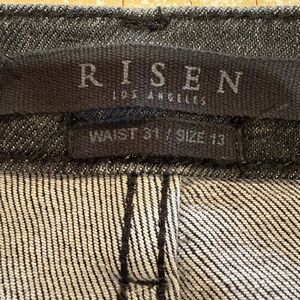 RISEN
LOS ANGELES
WAIST 31 / SIZE 13